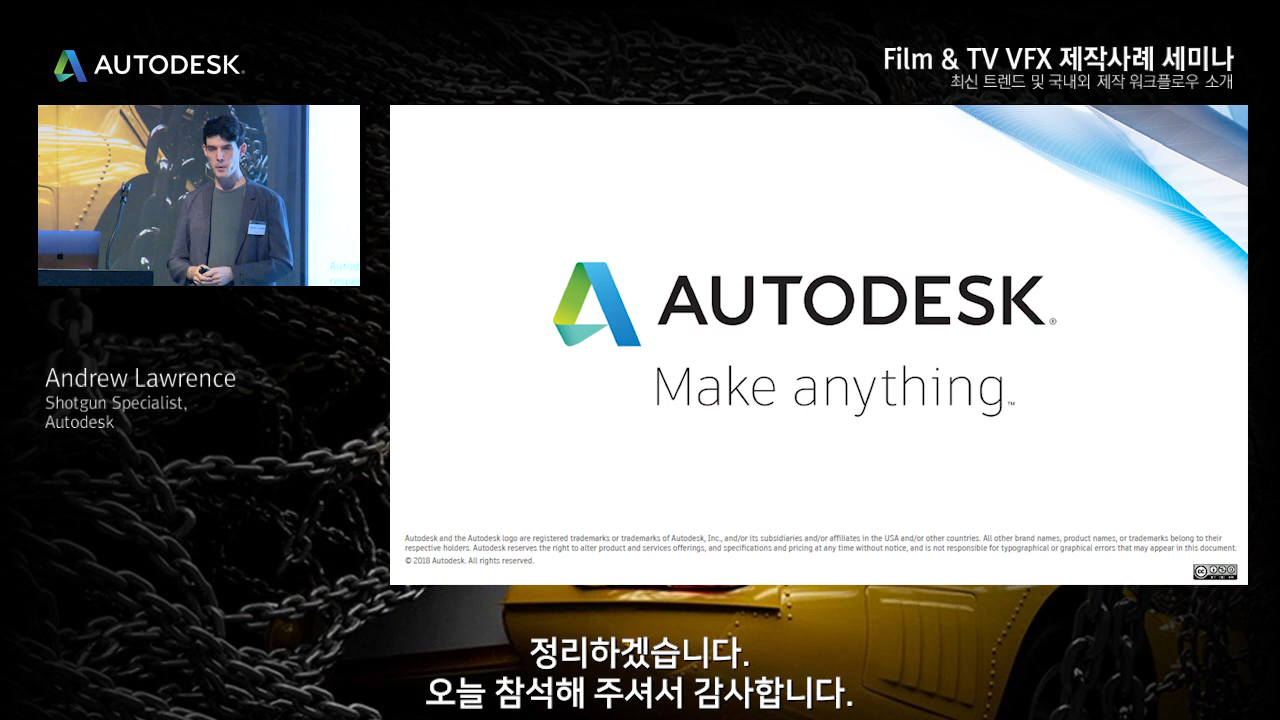 AUTODESK®
Film & TV VFX 제작사례 세미나
최신 트렌드 및 국내외 제작 워크플로우 소개
Andrew Lawrence
Shotgun Specialist,
Autodesk
AUTODESK®
Make anything™
Autodesk and the Autodesk logo are registered trademarks or trademarks of Autodesk, Inc., and/or its subsidiaries and/or affiliates in the USA and/or other countries. All other brand names, product names, or trademarks belong to their
respective holders. Autodesk reserves the right to alter product and services offerings, and specifications and pricing at any time without notice, and is not responsible for typographical or graphical errors that may appear in this document.
© 2018 Autodesk. All rights reserved.
정리하겠습니다.
오늘 참석해 주셔서 감사합니다.